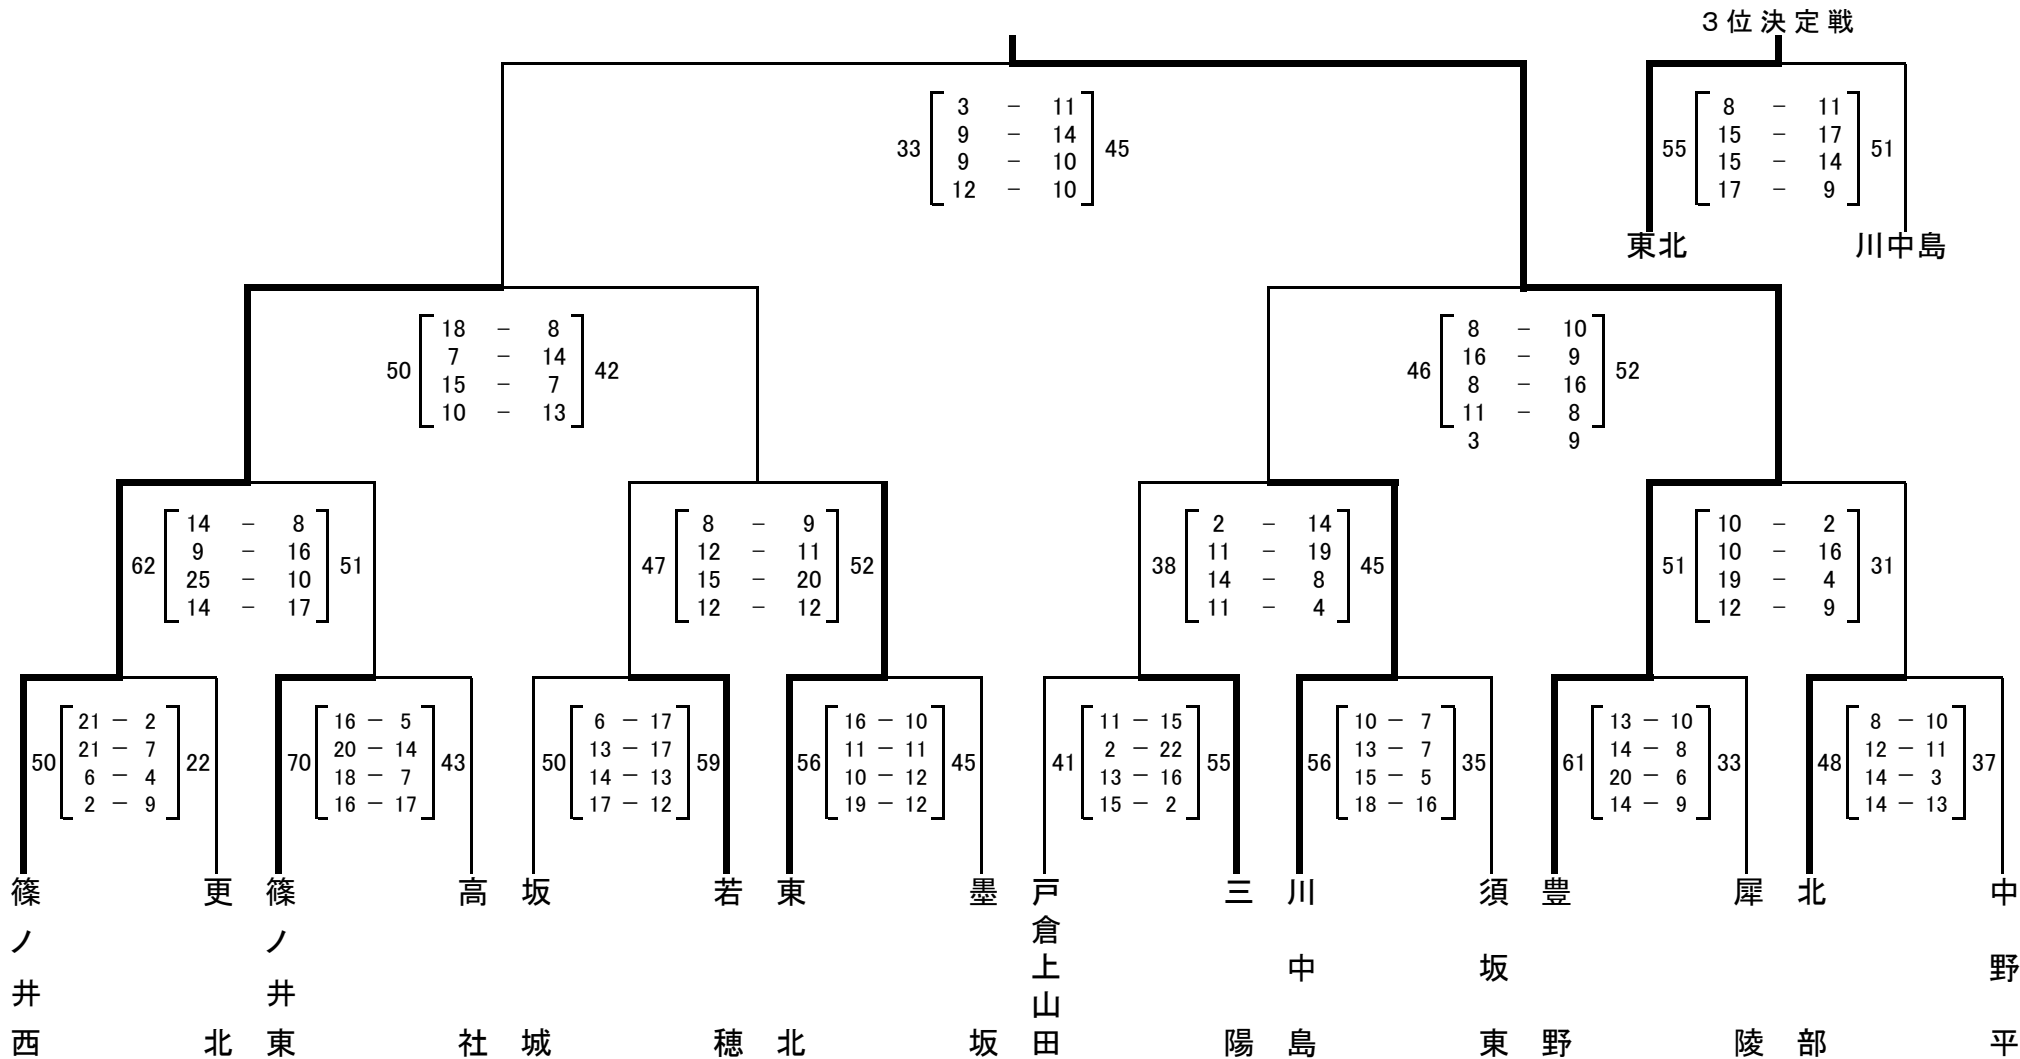 ３位決定戦
3 － 11
9 － 14
33 9 － 10 45
12 － 10
8 － 11
15 － 17
55 15 － 14 51
17 － 9
東北 川中島
18 － 8
7 － 14
50 15 － 7 42
10 － 13
8 － 10
16 － 9
46 8 － 16 52
11 － 8
3 9
14 － 8
9 － 16
62 25 － 10 51
14 － 17
8 － 9
12 － 11
47 15 － 20 52
12 － 12
2 － 14
11 － 19
38 14 － 8 45
11 － 4
10 － 2
10 － 16
51 19 － 4 31
12 － 9
21 － 2
21 － 7
50 6 － 4 22
2 － 9
16 － 5
20 － 14
70 18 － 7 43
16 － 17
6 － 17
13 － 17
50 14 － 13 59
17 － 12
16 － 10
11 － 11
56 10 － 12 45
19 － 12
11 － 15
2 － 22
41 13 － 16 55
15 － 2
10 － 7
13 － 7
56 15 － 5 35
18 － 16
13 － 10
14 － 8
61 20 － 6 33
14 － 9
8 － 10
12 － 11
48 14 － 3 37
14 － 13
篠ノ井西
更北
篠ノ井東
高社
坂城
若穂
東北
墨坂
戸倉上山田
三陽
川中島
須坂東
豊野
犀陵
北部
中野平